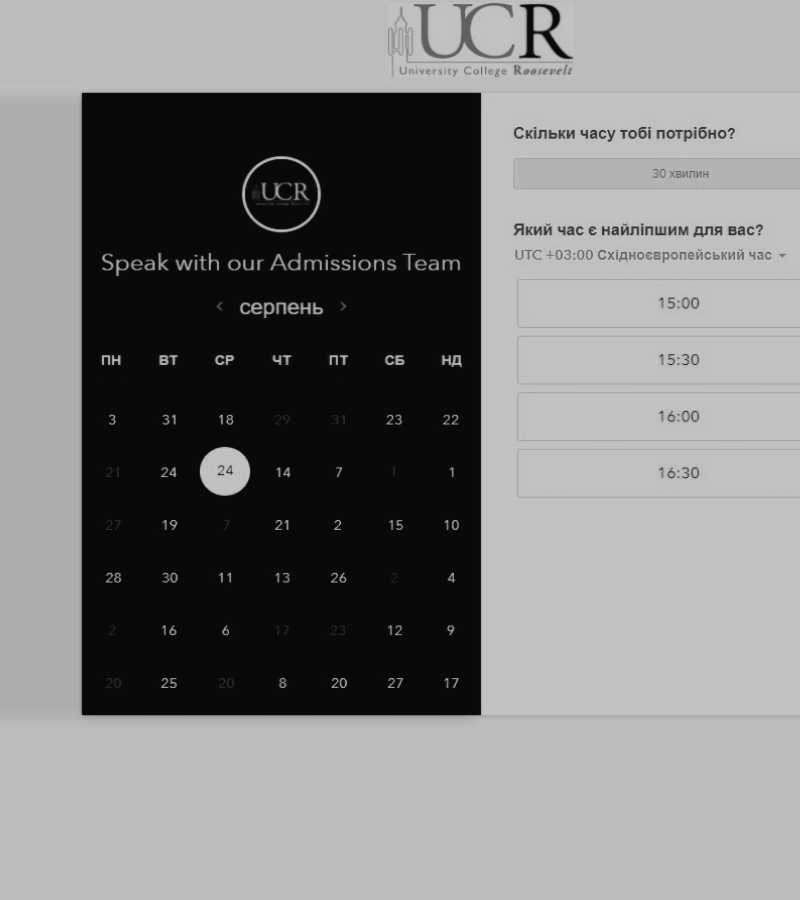 UCR
University College Roosevelt
UCR
Speak with our Admissions Team
серпень
ПН ВТ СР ЧТ ПТ СБ НД
3 31 18 29 31 23 22
21 24 24 14 7 1 1
27 19 7 21 2 15 10
28 30 11 13 26 2 4
2 16 6 17 23 12 9
20 25 20 8 20 27 17
Скільки часу тобі потрібно?
30 хвилин
Який час є найліпшим для вас?
UTC +03:00 Східноєвропейський час
15:00
15:30
16:00
16:30